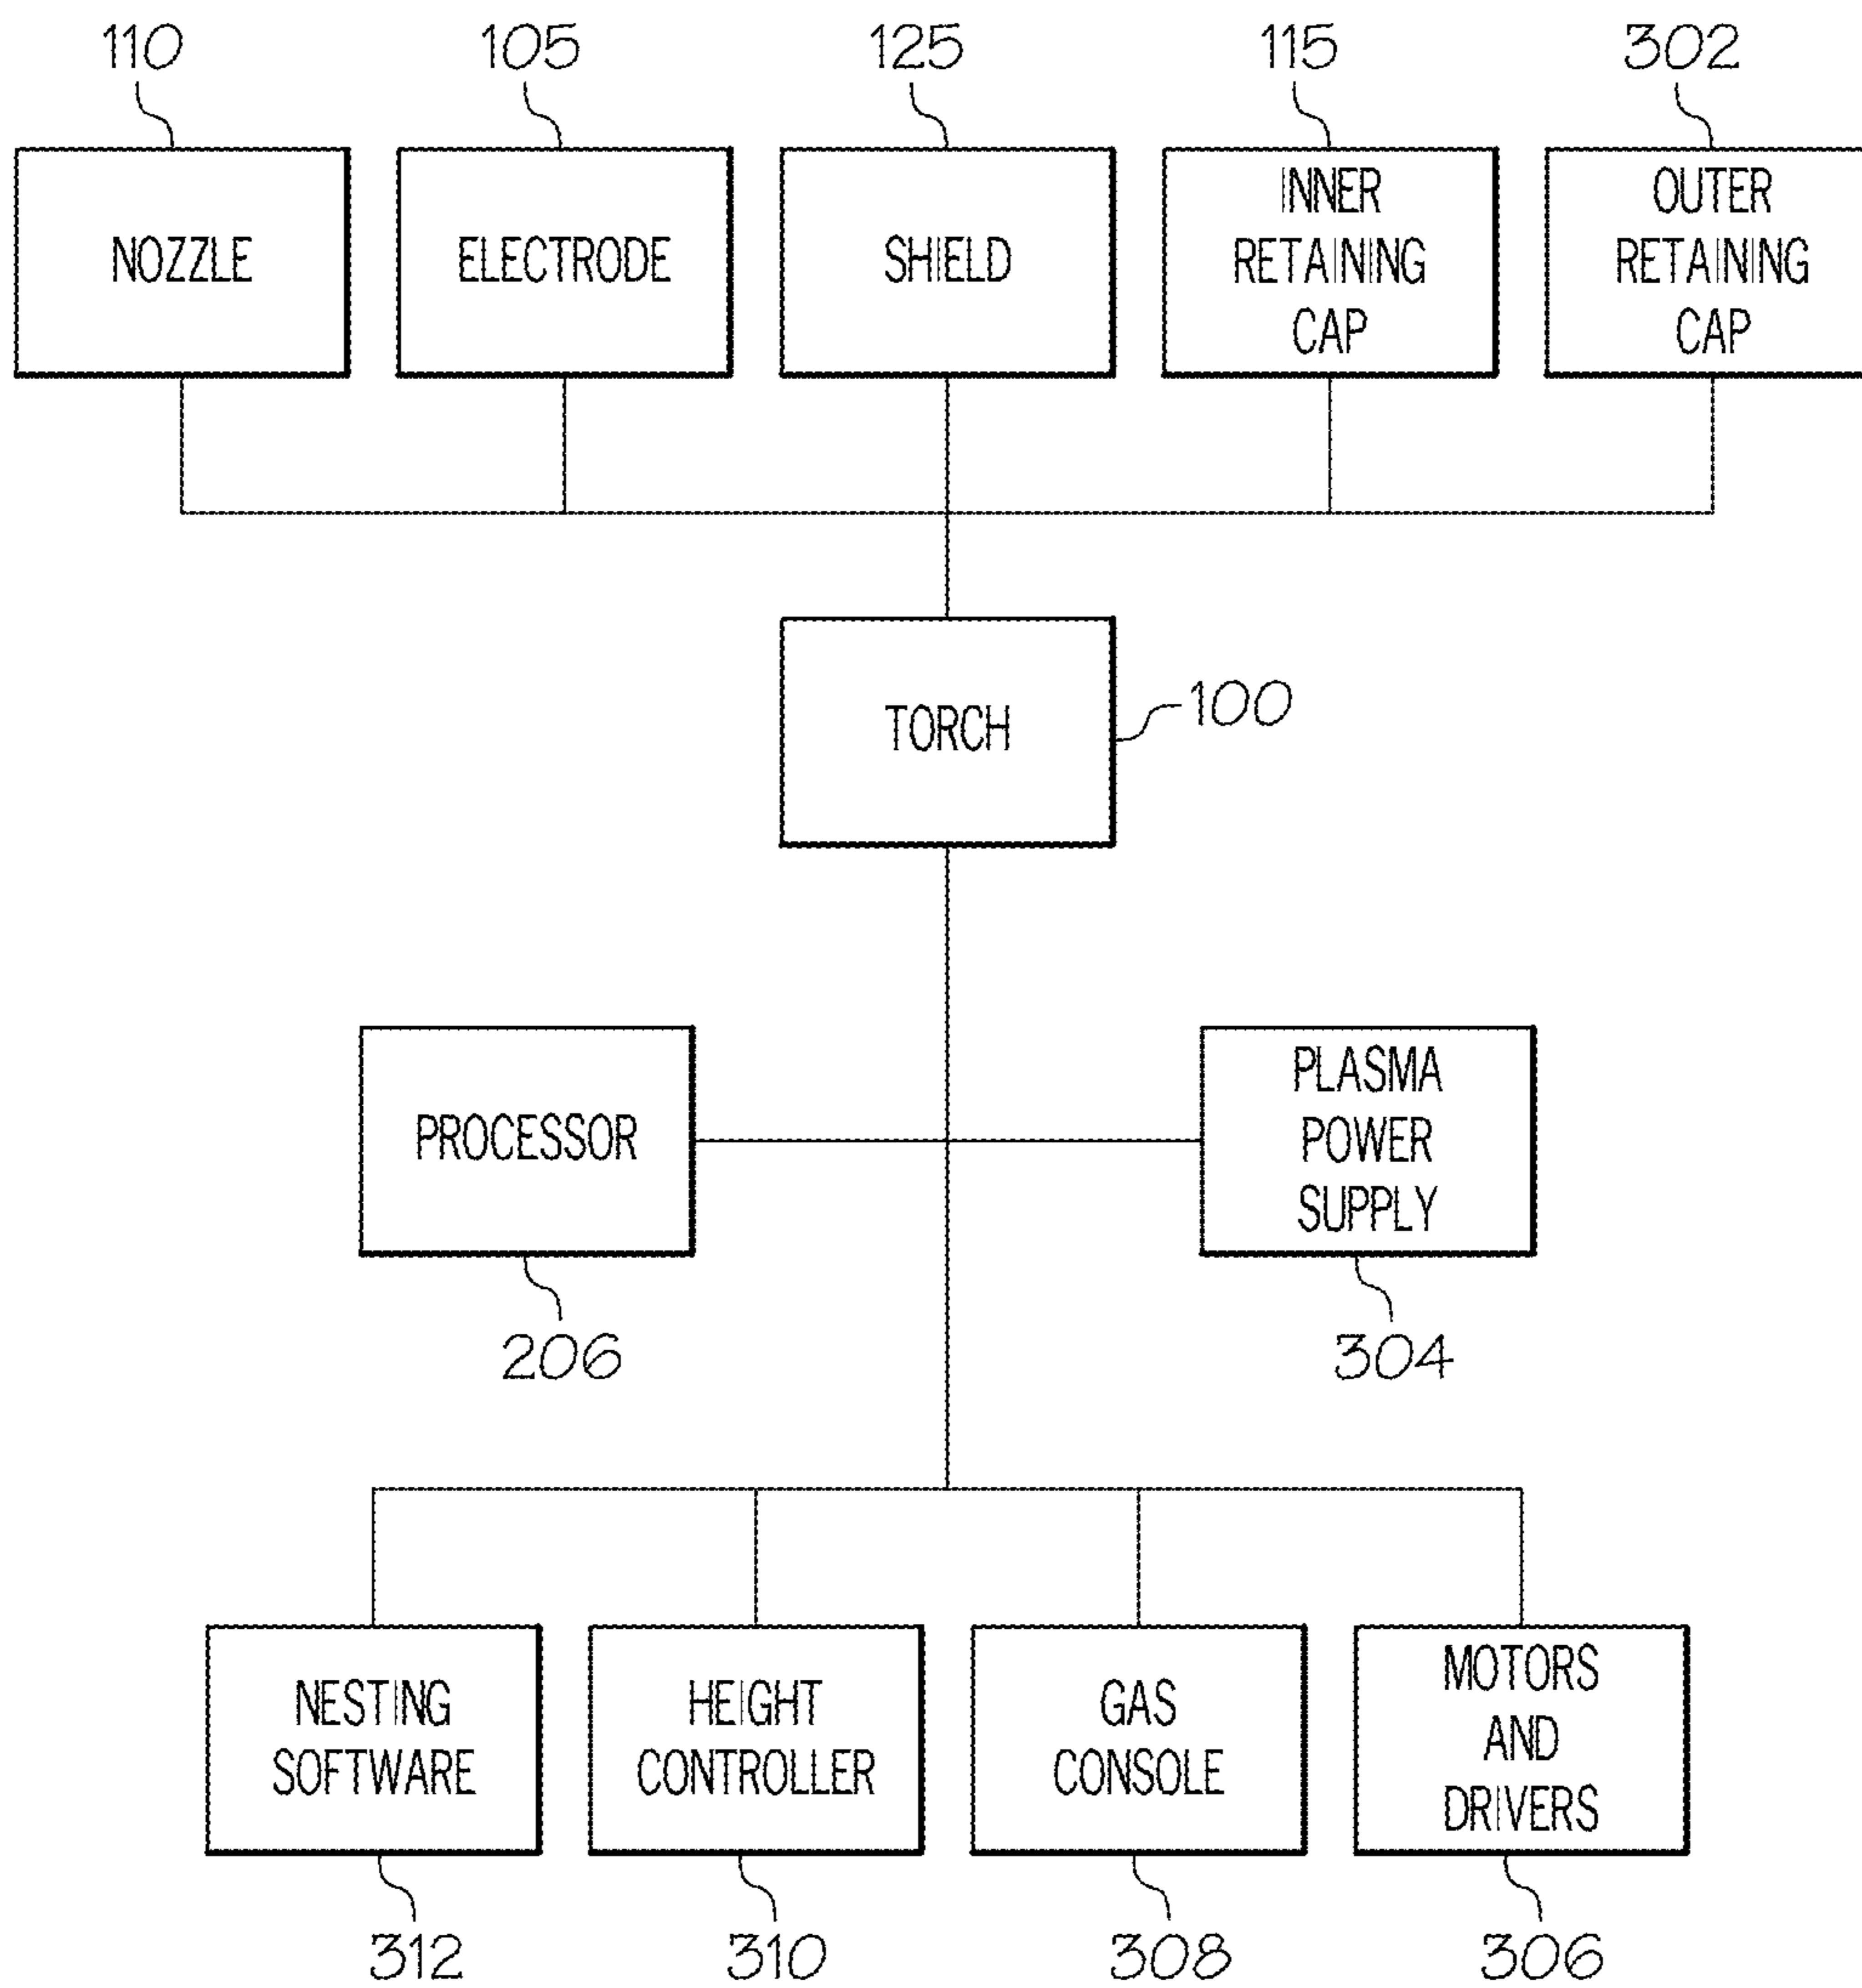 110
105
125
115
302
NOZZLE
ELECTRODE
SHIELD
INNER
RETAINING
CAP
OUTER
RETAINING
CAP
TORCH
100
PROCESSOR
206
PLASMA
POWER
SUPPLY
304
NESTING
SOFTWARE
HEIGHT
CONTROLLER
GAS
CONSOLE
MOTORS
AND
DRIVERS
312
310
308
306